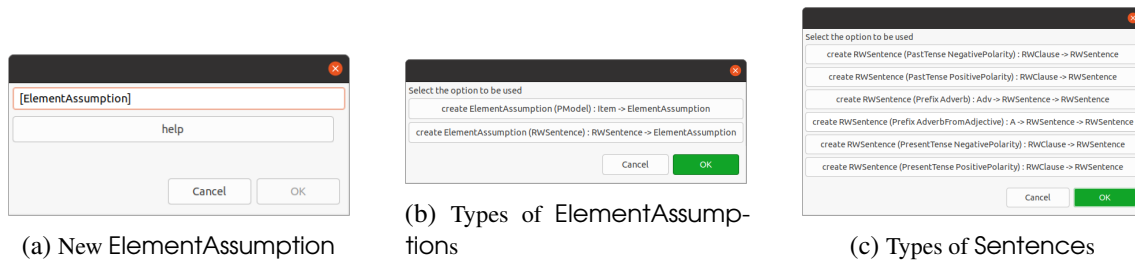 [ElementAssumption]
help
Cancel
OK
(a) New ElementAssumption
Select the option to be used
create ElementAssumption (PModel) : Item -> ElementAssumption
create ElementAssumption (RWSentence) : RWSentence -> ElementAssumption
Cancel
OK
(b) Types of ElementAssump-
tions
Select the option to be used
create RWSentence (PastTense NegativePolarity) : RWClause -> RWSentence
create RWSentence (PastTense PositivePolarity) : RWClause -> RWSentence
create RWSentence (Prefix Adverb) : Adv -> RWSentence -> RWSentence
create RWSentence (Prefix AdverbFromAdjective) : A -> RWSentence -> RWSentence
create RWSentence (PresentTense NegativePolarity) : RWClause -> RWSentence
create RWSentence (PresentTense PositivePolarity) : RWClause -> RWSentence
Cancel
OK
(c) Types of Sentences